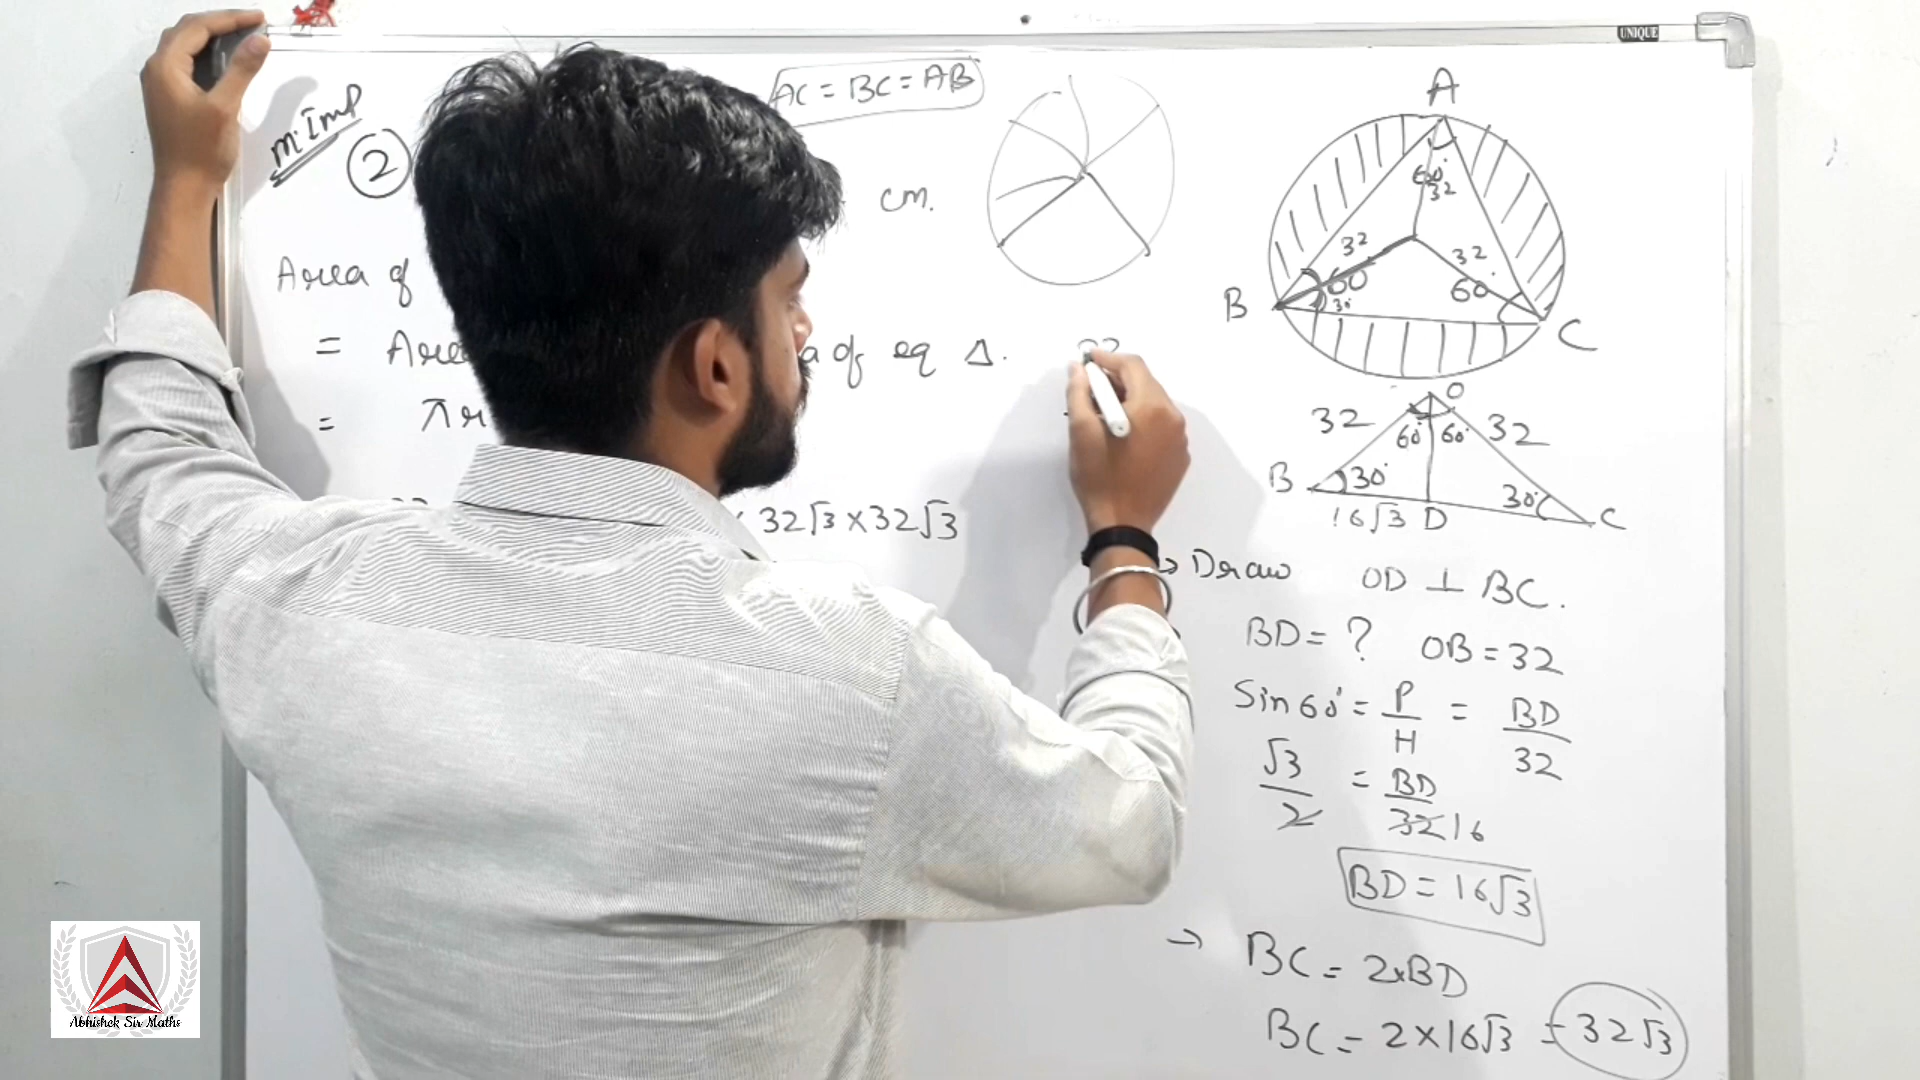 UNIQUE
M. Imp
2
AC = BC = AB
cm.
Area of
= Area
a of eq Δ.
= πr
× 32√3 × 32√3
A
60°
32
32
32
60
30°
60
B
C
O
32
60° 60°
32
B
30°
30°
C
16√3 D
→ Draw OD ⊥ BC.
BD = ? OB = 32
Sin60° = P/H = BD/32
√3/2 = BD/32 16
BD = 16√3
→ BC = 2×BD
BC = 2×16√3 = 32√3
Abhishek Sir Maths